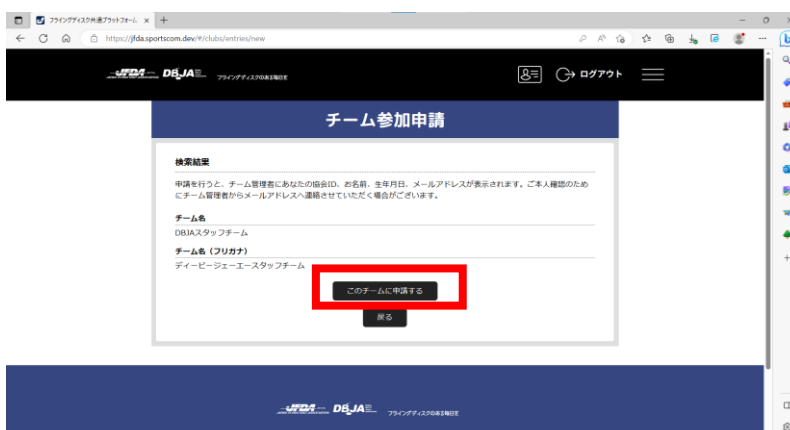 フライングディスク共通プラットフォーム
https://jfda.sportscom.dev/#/clubs/entries/new
JFDA DBJA フライングディスクのある毎日を
ログアウト
チーム参加申請
検索結果
申請を行うと、チーム管理者にあなたの協会ID、お名前、生年月日、メールアドレスが表示されます。ご本人確認のため
にチーム管理者からメールアドレスへ連絡させていただく場合がございます。
チーム名
DBJAスタッフチーム
チーム名（フリガナ）
ディービージェーエースタッフチーム
このチームに申請する
戻る
JFDA DBJA フライングディスクのある毎日を